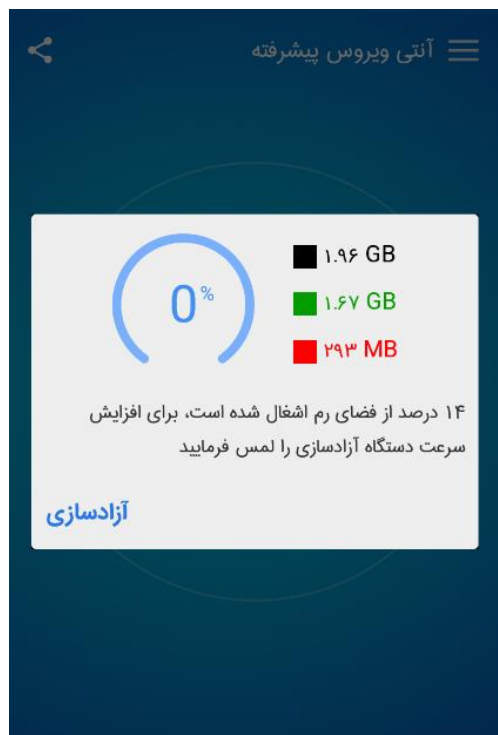 آنتی ویروس پیشرفته
0%
۱.۹۶ GB
۱.۶۷ GB
۲۹۳ MB
۱۴ درصد از فضای رم اشغال شده است، برای افزایش
سرعت دستگاه آزادسازی را لمس فرمایید
آزادسازی